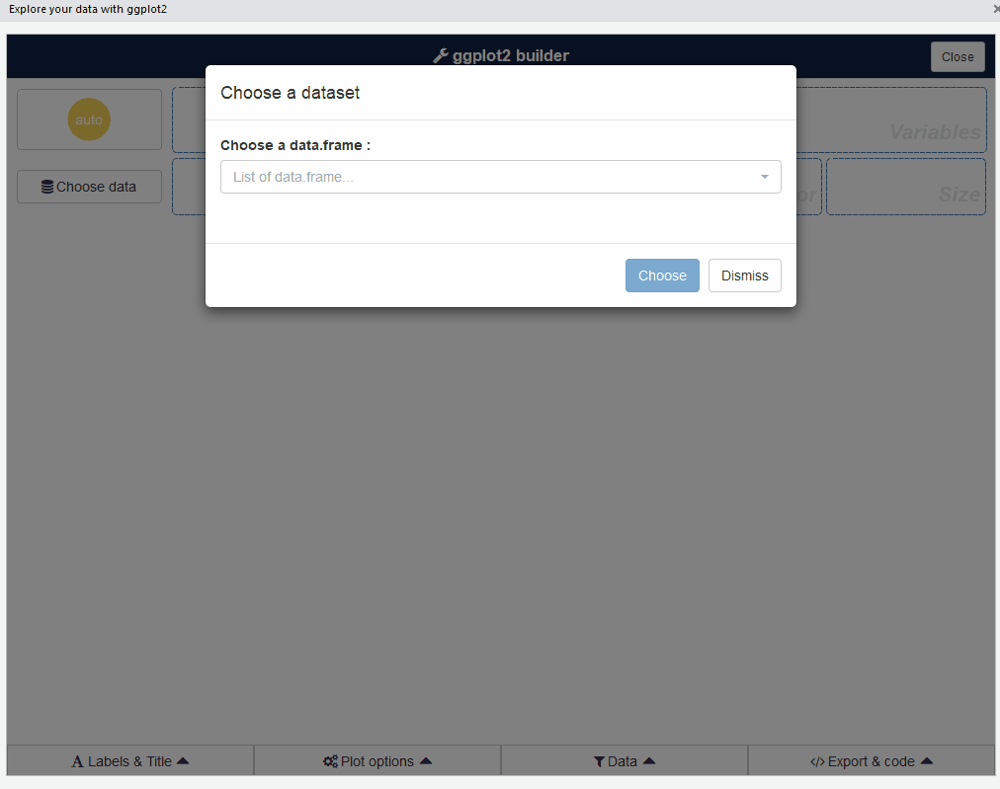 Explore your data with ggplot2
ggplot2 builder
Close
Choose a dataset
auto
Variables
Choose a data.frame :
List of data.frame...
Choose data
or
Size
Choose
Dismiss
Labels & Title
Plot options
Data
</> Export & code